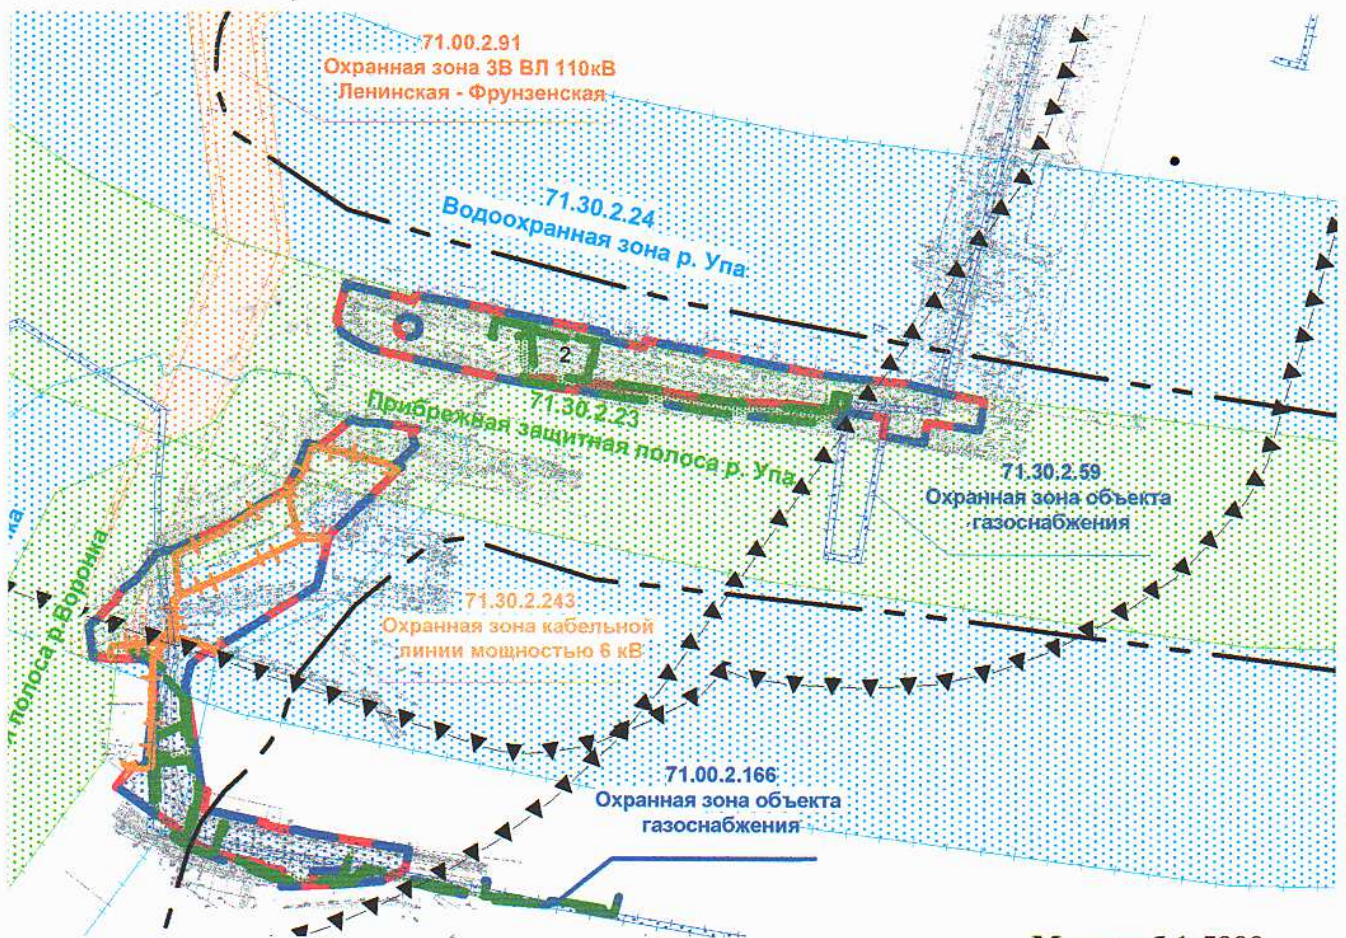 71.00.2.91
Охранная зона 3В ВЛ 110кВ
Ленинская - Фрунзенская
71.30.2.24
Водоохранная зона р. Упа
2
71.30.2.23
Прибрежная защитная полоса р. Упа
71.30.2.59
Охранная зона объекта
газоснабжения
71.30.2.243
Охранная зона кабельной
линии мощностью 6 кВ
полоса р.Воронка
71.00.2.166
Охранная зона объекта
газоснабжения